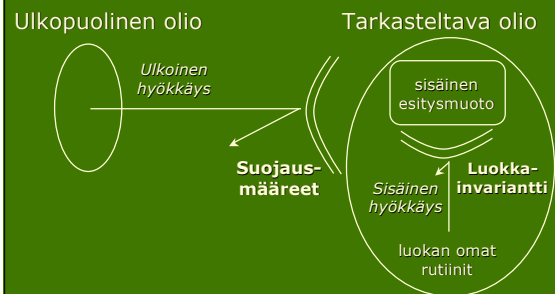 Ulkopuolinen olio
Tarkasteltava olio
Ulkoinen
hyökkäys
sisäinen
esitysmuoto
Suojaus-
määreet
Luokka-
invariantti
Sisäinen
hyökkäys
luokan omat
rutiinit